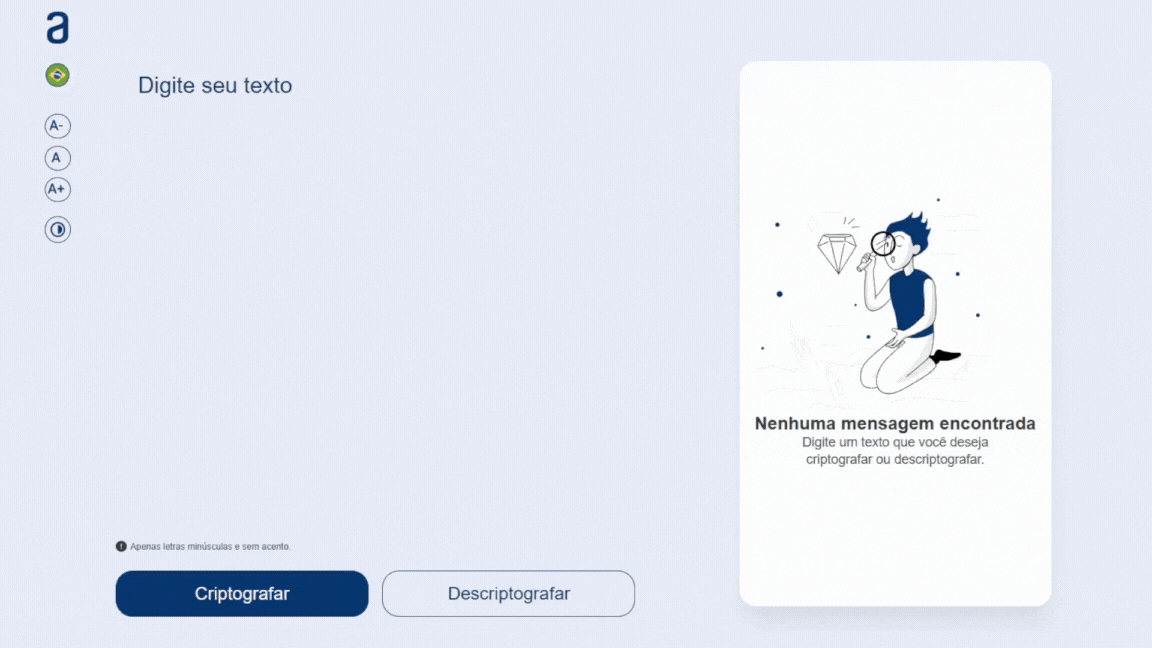 a
Digite seu texto
A-
A
A+
Nenhuma mensagem encontrada
Digite um texto que você deseja
criptografar ou descriptografar.
! Apenas letras minúsculas e sem acento.
Criptografar
Descriptografar